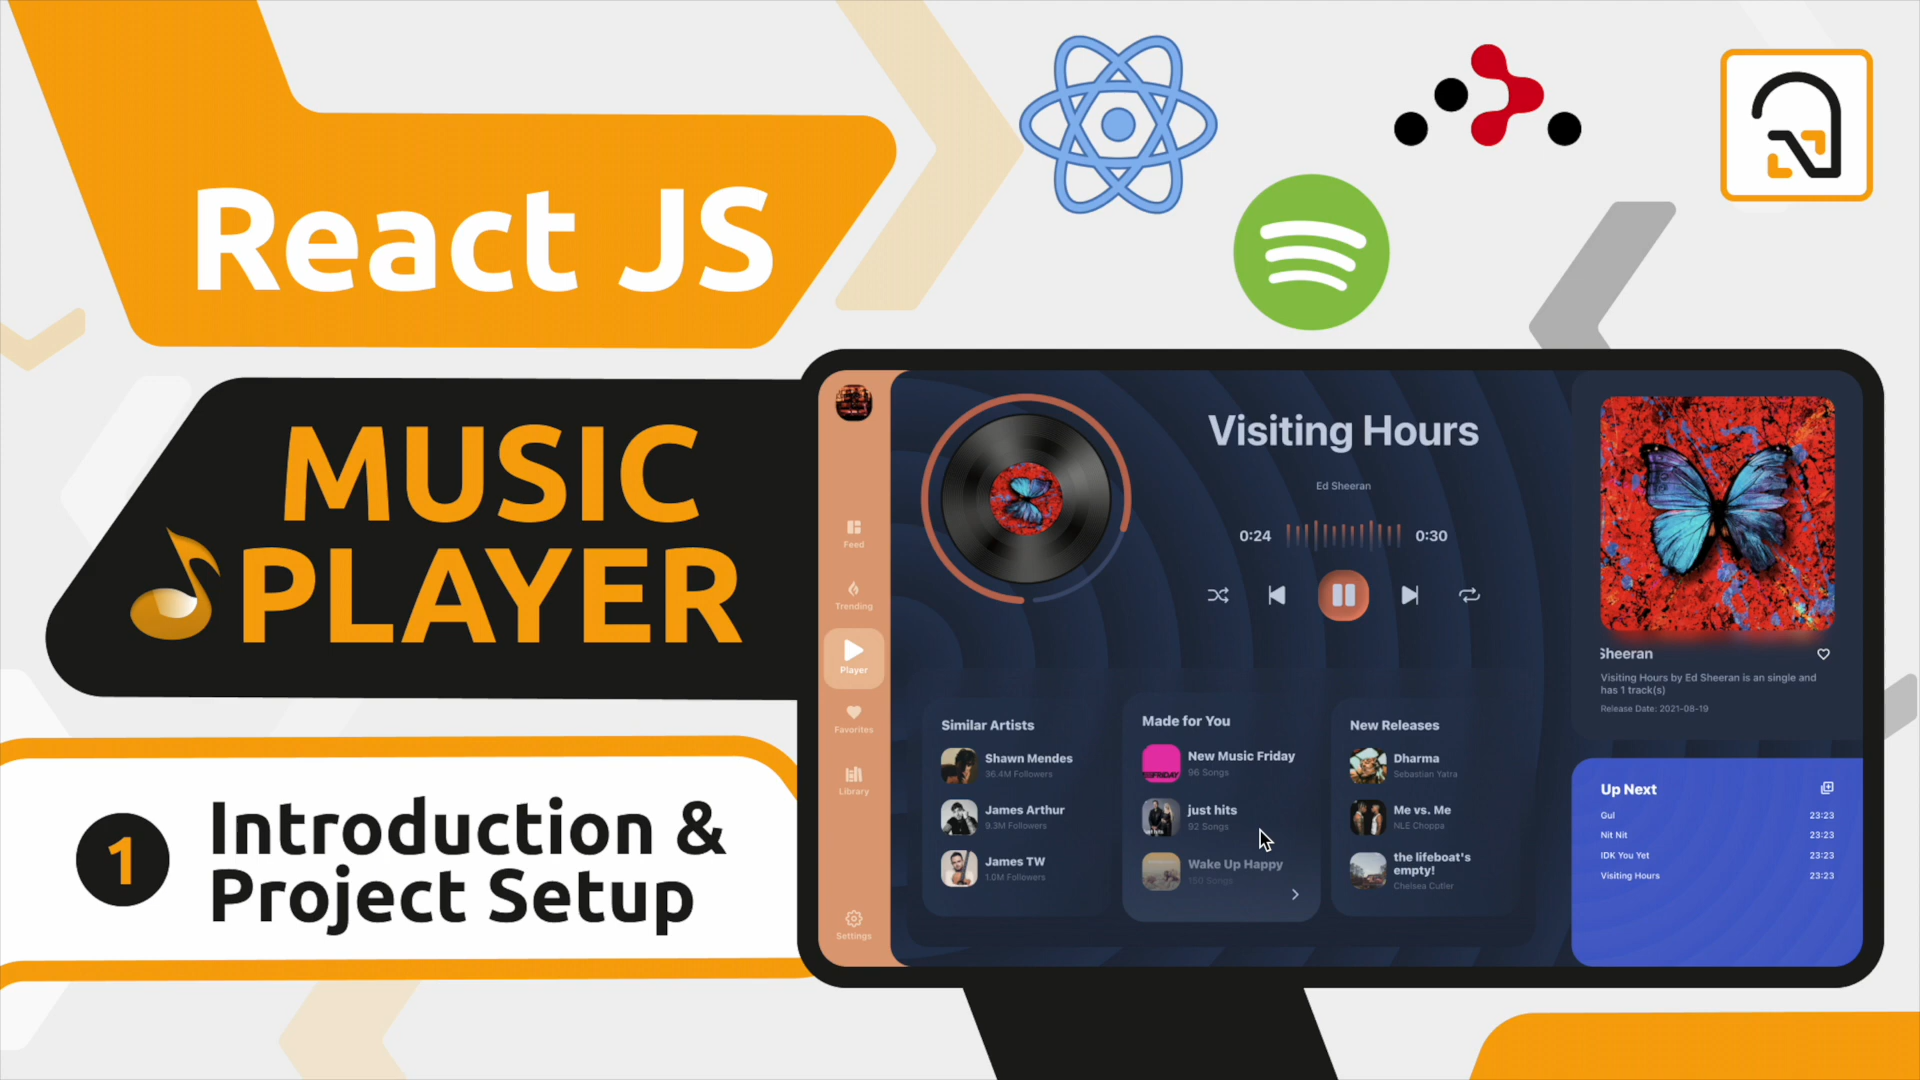 React JS
MUSIC
PLAYER
1
Introduction &
Project Setup
Feed
Trending
Player
Favorites
Library
Settings
Visiting Hours
Ed Sheeran
0:24
0:30
Similar Artists
Shawn Mendes
36.4M Followers
James Arthur
9.3M Followers
James TW
1.0M Followers
Made for You
New Music Friday
96 Songs
just hits
92 Songs
Wake Up Happy
150 Songs
New Releases
Dharma
Sebastian Yatra
Me vs. Me
NLE Choppa
the lifeboat's
empty!
Chelsea Cutler
Sheeran
Visiting Hours by Ed Sheeran is an single and
has 1 track(s)
Release Date: 2021-08-19
Up Next
Gul 23:23
Nit Nit 23:23
IDK You Yet 23:23
Visiting Hours 23:23